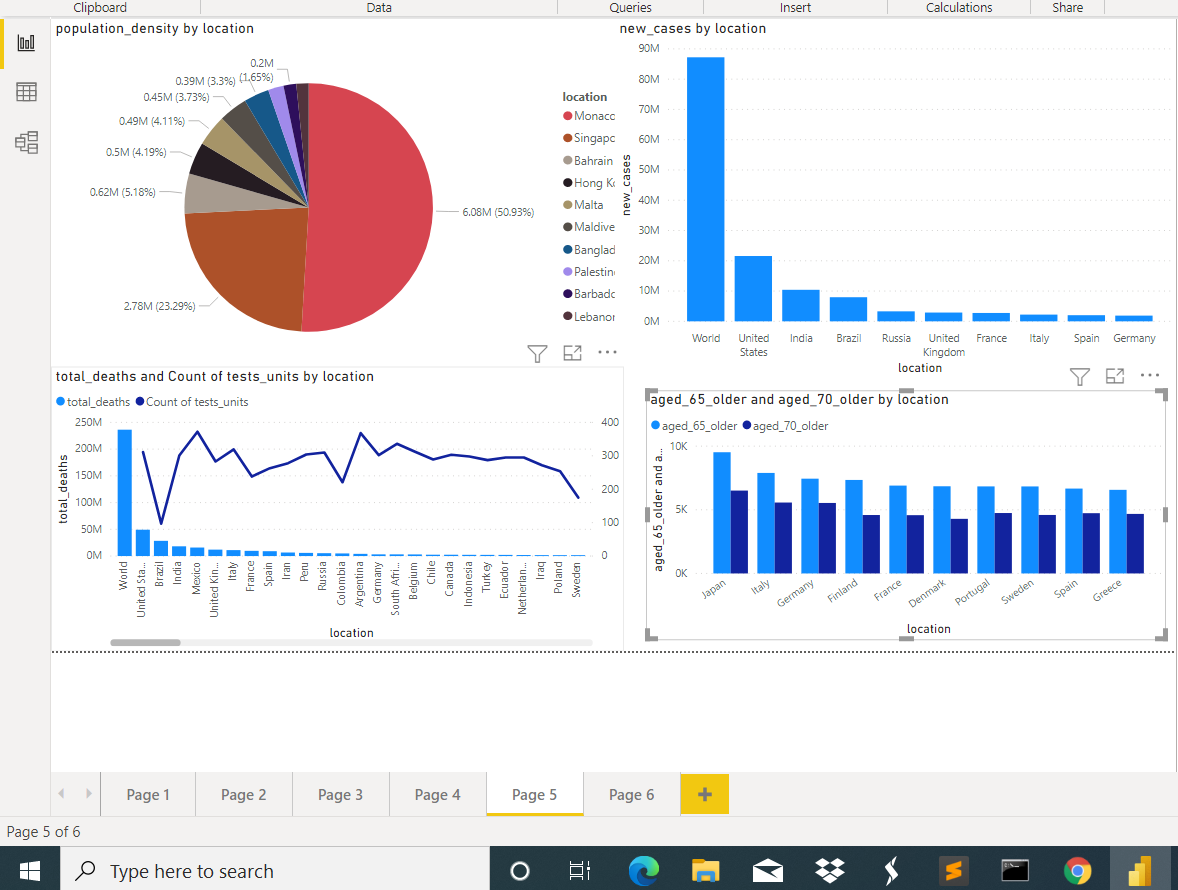 Clipboard Data Queries Insert Calculations Share
population_density by location
0.2M
(1.65%)
0.39M (3.3%)
0.45M (3.73%)
0.49M (4.11%)
0.5M (4.19%)
0.62M (5.18%)
2.78M (23.29%)
6.08M (50.93%)
location
Monacc
Singapc
Bahrain
Hong Kc
Malta
Maldive
Banglad
Palestin
Barbadc
Lebanor
new_cases by location
new_cases
90M
80M
70M
60M
50M
40M
30M
20M
10M
0M
World United States India Brazil Russia United Kingdom France Italy Spain Germany
location
total_deaths and Count of tests_units by location
total_deaths Count of tests_units
total_deaths
250M
200M
150M
100M
50M
0M
400
300
200
100
0
World United Sta... Brazil India Mexico United Kin... Italy France Spain Iran Peru Russia Colombia Argentina Germany South Afri... Belgium Chile Canada Indonesia Turkey Ecuador Netherlan... Iraq Poland Sweden
location
aged_65_older and aged_70_older by location
aged_65_older aged_70_older
aged_65_older and a...
10K
5K
0K
Japan Italy Germany Finland France Denmark Portugal Sweden Spain Greece
location
Page 1 Page 2 Page 3 Page 4 Page 5 Page 6 +
Page 5 of 6
Type here to search